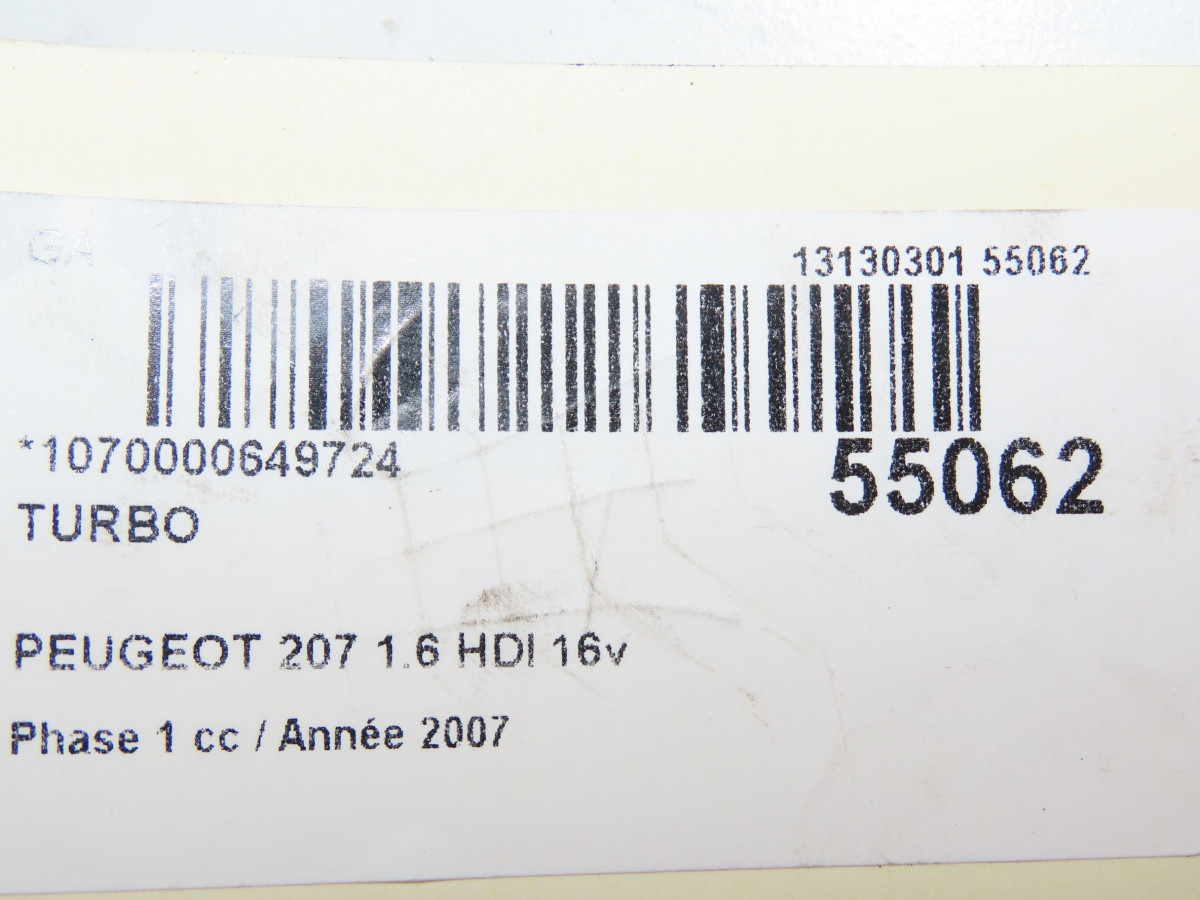 GA
13130301 55062
*1070000649724
55062
TURBO
PEUGEOT 207 1.6 HDI 16v
Phase 1 cc / Année 2007